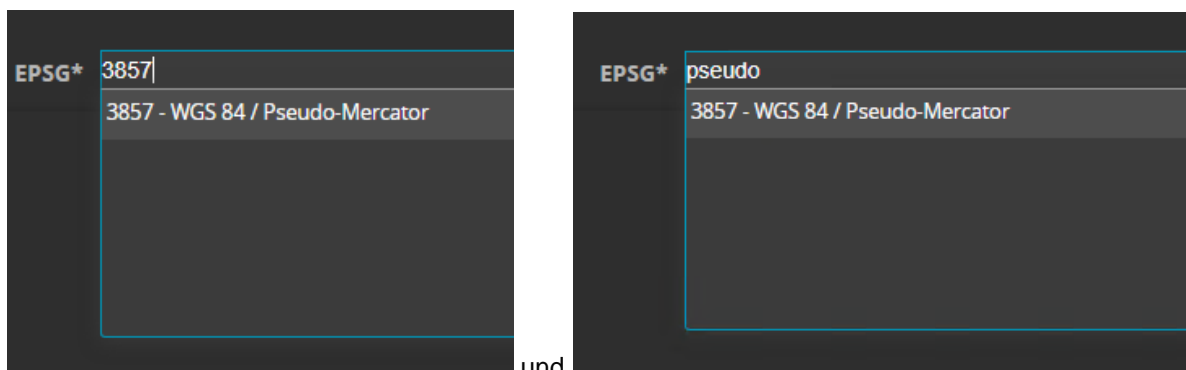 EPSG* 3857
3857 - WGS 84 / Pseudo-Mercator
und
EPSG* pseudo
3857 - WGS 84 / Pseudo-Mercator